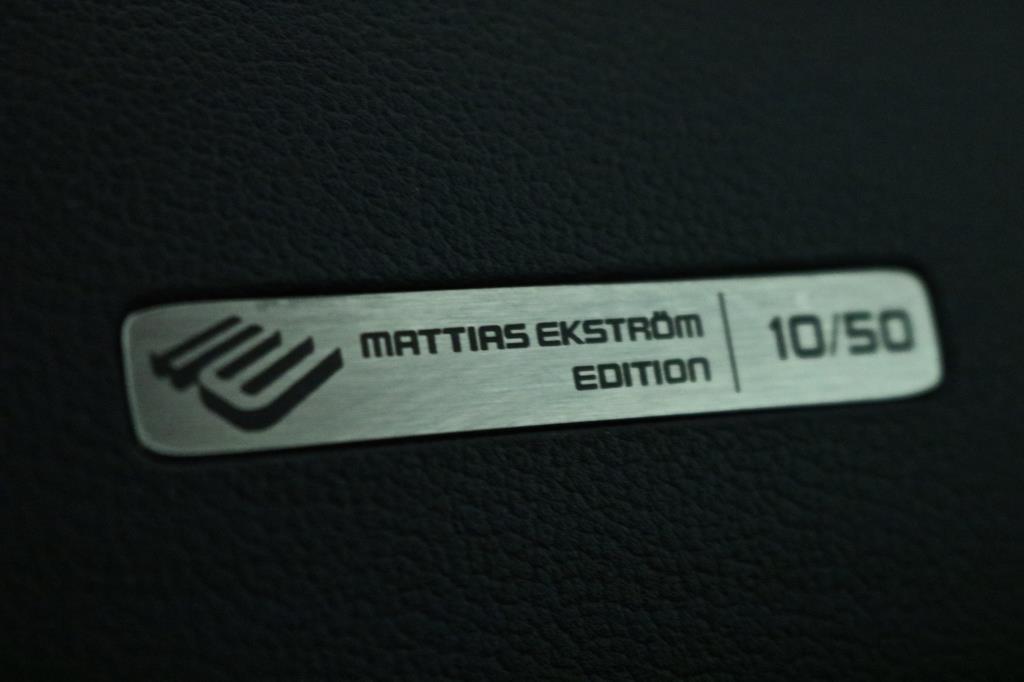 MATTIAS EKSTRÖM
EDITION
10/50